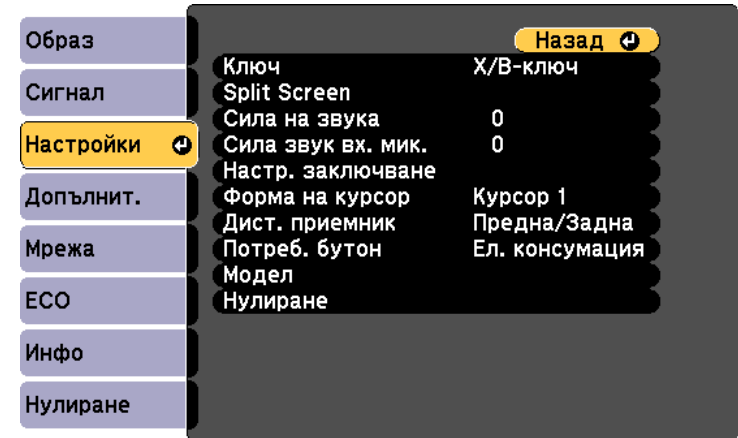 Образ
Сигнал
Настройки
Допълнит.
Мрежа
ECO
Инфо
Нулиране
Назад
Ключ Х/В-ключ
Split Screen
Сила на звука 0
Сила звук вх. мик. 0
Настр. заключване
Форма на курсор Курсор 1
Дист. приемник Предна/Задна
Потреб. бутон Ел. консумация
Модел
Нулиране